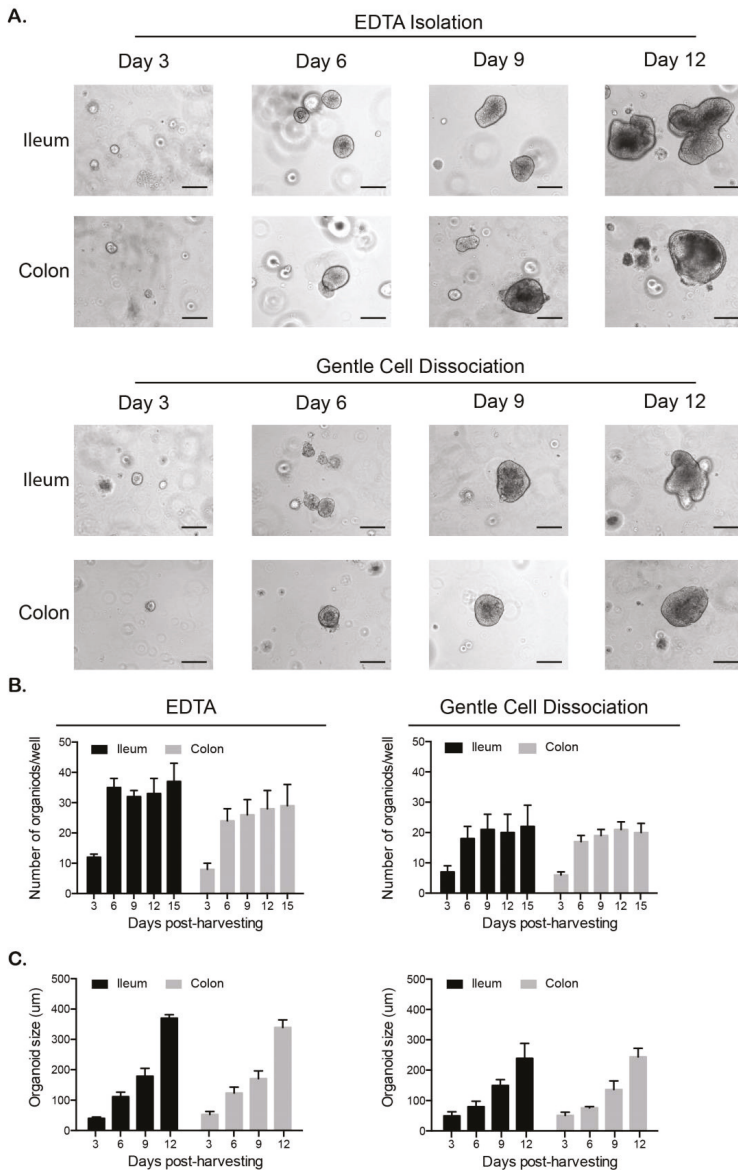 A.
EDTA Isolation
Day 3 Day 6 Day 9 Day 12
Ileum
Colon
Gentle Cell Dissociation
Day 3 Day 6 Day 9 Day 12
Ileum
Colon
B.
EDTA
Number of organiods/well
50
40
30
20
10
0
Ileum Colon
3 6 9 12 15 3 6 9 12 15
Days post-harvesting
Gentle Cell Dissociation
Number of organiods/well
50
40
30
20
10
0
Ileum Colon
3 6 9 12 15 3 6 9 12 15
Days post-harvesting
C.
Organoid size (um)
500
400
300
200
100
0
Ileum Colon
3 6 9 12 3 6 9 12
Days post-harvesting
Organoid size (um)
500
400
300
200
100
0
Ileum Colon
3 6 9 12 3 6 9 12
Days post-harvesting